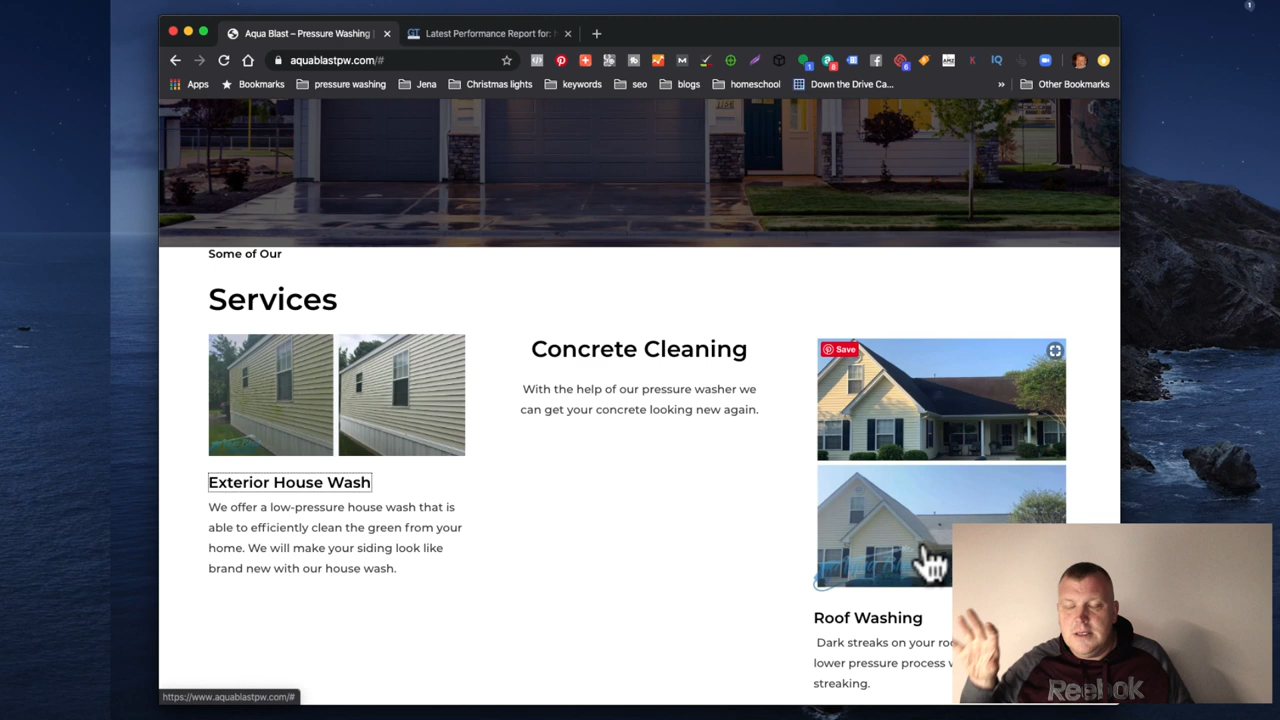 1
Aqua Blast – Pressure Washing |
GT Latest Performance Report for: h
aquablastpw.com/#
Apps
Bookmarks
pressure washing
Jena
Christmas lights
keywords
seo
blogs
homeschool
Down the Drive Ca...
»
Other Bookmarks
Some of Our
Services
Save
Concrete Cleaning
With the help of our pressure washer we
can get your concrete looking new again.
Exterior House Wash
We offer a low-pressure house wash that is
able to efficiently clean the green from your
home. We will make your siding look like
brand new with our house wash.
Roof Washing
Dark streaks on your
lower pressure process
streaking.
https://www.aquablastpw.com/#
Reebok